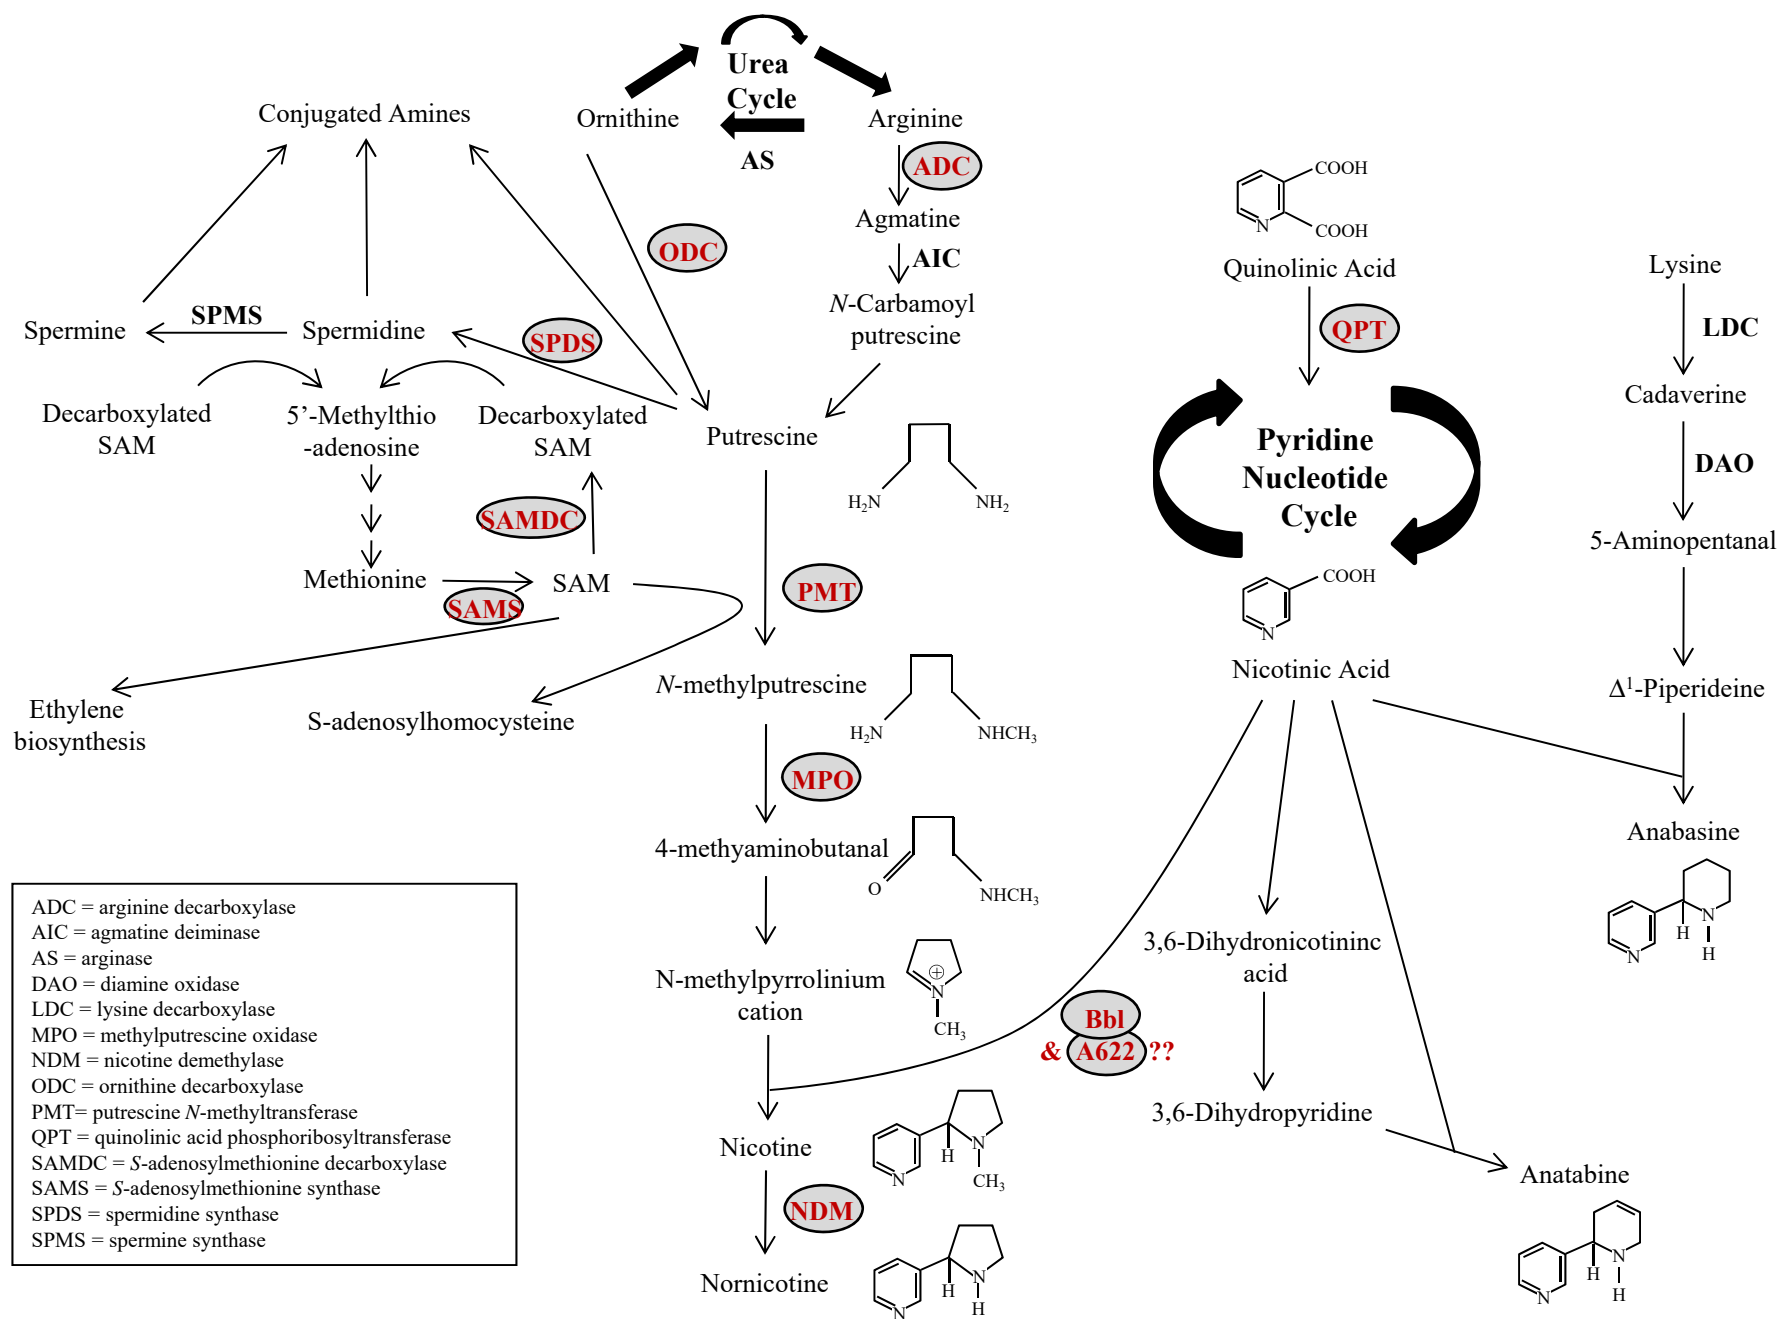 Urea
Cycle
Conjugated Amines
Ornithine
Arginine
AS
ADC
Agmatine
ODC
AIC
N-Carbamoyl
putrescine
Spermine
SPMS
Spermidine
SPDS
Decarboxylated
SAM
5’-Methylthio
-adenosine
Decarboxylated
SAM
Putrescine
H₂N
NH₂
SAMDC
Methionine
SAMS
SAM
PMT
Ethylene
biosynthesis
S-adenosylhomocysteine
N-methylputrescine
H₂N
NHCH₃
MPO
4-methyaminobutanal
O
NHCH₃
N-methylpyrrolinium
cation
N
CH₃
Nicotine
N
H
N
CH₃
NDM
Nornicotine
N
H
N
H
COOH
COOH
N
Quinolinic Acid
QPT
Pyridine
Nucleotide
Cycle
COOH
N
Nicotinic Acid
Bbl
& A622 ??
3,6-Dihydronicotininc
acid
3,6-Dihydropyridine
Anatabine
N
H
N
H
Lysine
LDC
Cadaverine
DAO
5-Aminopentanal
Δ¹-Piperideine
Anabasine
N
H
N
H
ADC = arginine decarboxylase
AIC = agmatine deiminase
AS = arginase
DAO = diamine oxidase
LDC = lysine decarboxylase
MPO = methylputrescine oxidase
NDM = nicotine demethylase
ODC = ornithine decarboxylase
PMT= putrescine N-methyltransferase
QPT = quinolinic acid phosphoribosyltransferase
SAMDC = S-adenosylmethionine decarboxylase
SAMS = S-adenosylmethionine synthase
SPDS = spermidine synthase
SPMS = spermine synthase